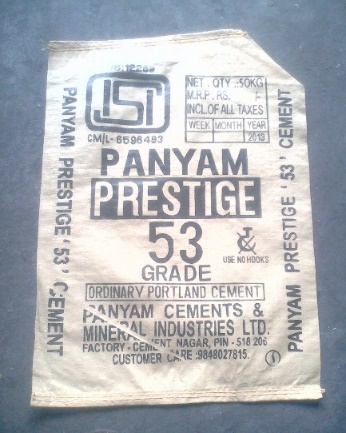 IS:12269
ISI
CM/L-6596493
NET. QTY.:50KG
M.R.P.: RS.
INCL.OF ALL TAXES
WEEK MONTH YEAR
2013
PANYAM
PRESTIGE
53
GRADE
USE NO HOOKS
ORDINARY PORTLAND CEMENT
PANYAM CEMENTS &
MINERAL INDUSTRIES LTD.
FACTORY - CEMENT NAGAR, PIN - 518 206
CUSTOMER CARE :9848027815.
PANYAM PRESTIGE '53' CEMENT
PANYAM PRESTIGE '53' CEMENT